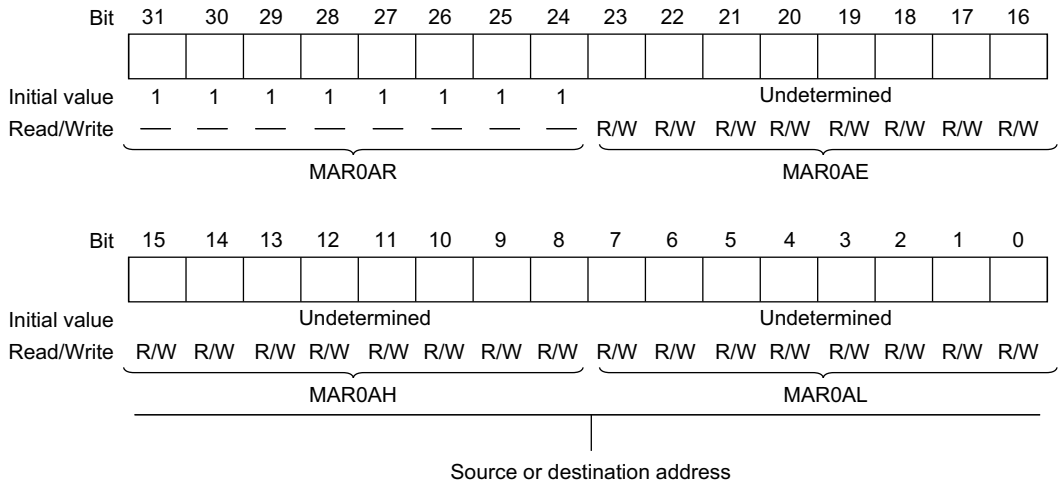 Bit 31 30 29 28 27 26 25 24 23 22 21 20 19 18 17 16
Initial value 1 1 1 1 1 1 1 1 Undetermined
Read/Write — — — — — — — — R/W R/W R/W R/W R/W R/W R/W R/W
MAR0AR MAR0AE
Bit 15 14 13 12 11 10 9 8 7 6 5 4 3 2 1 0
Initial value Undetermined Undetermined
Read/Write R/W R/W R/W R/W R/W R/W R/W R/W R/W R/W R/W R/W R/W R/W R/W R/W
MAR0AH MAR0AL
Source or destination address